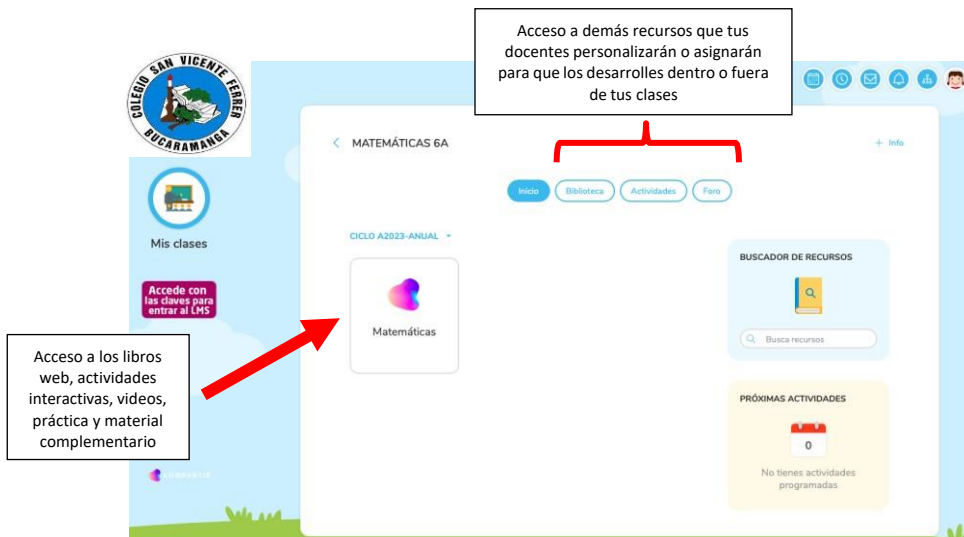 Acceso a demás recursos que tus
docentes personalizarán o asignarán
para que los desarrolles dentro o fuera
de tus clases
COLEGIO SAN VICENTE FERRER
BUCARAMANGA
MATEMÁTICAS 6A
+ Info
Inicio
Biblioteca
Actividades
Foro
Mis clases
CICLO A2023-ANUAL
BUSCADOR DE RECURSOS
Accede con
las claves para
entrar al LMS
Matemáticas
Busca recursos
Acceso a los libros
web, actividades
interactivas, videos,
práctica y material
complementario
PRÓXIMAS ACTIVIDADES
0
No tienes actividades
programadas
COMPARTIR